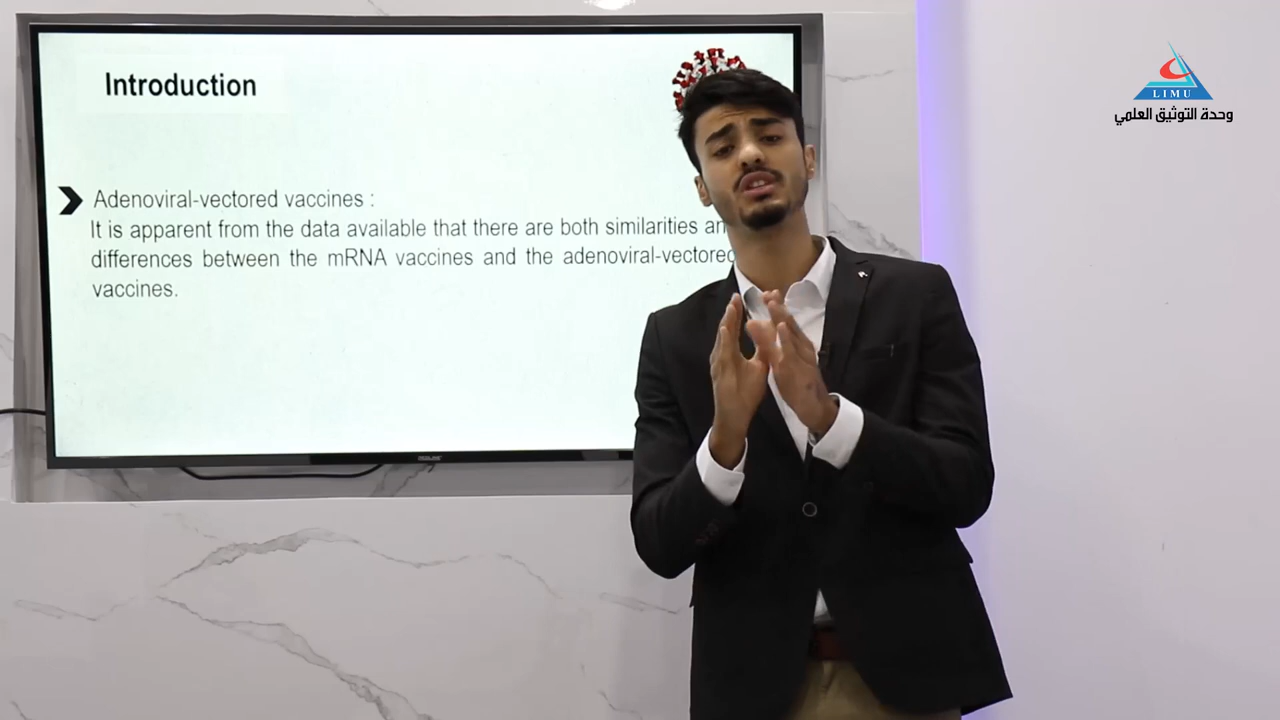 Introduction
Adenoviral-vectored vaccines :
It is apparent from the data available that there are both similarities an
differences between the mRNA vaccines and the adenoviral-vectored
vaccines.
LIMU
وحدة التوثيق العلمي